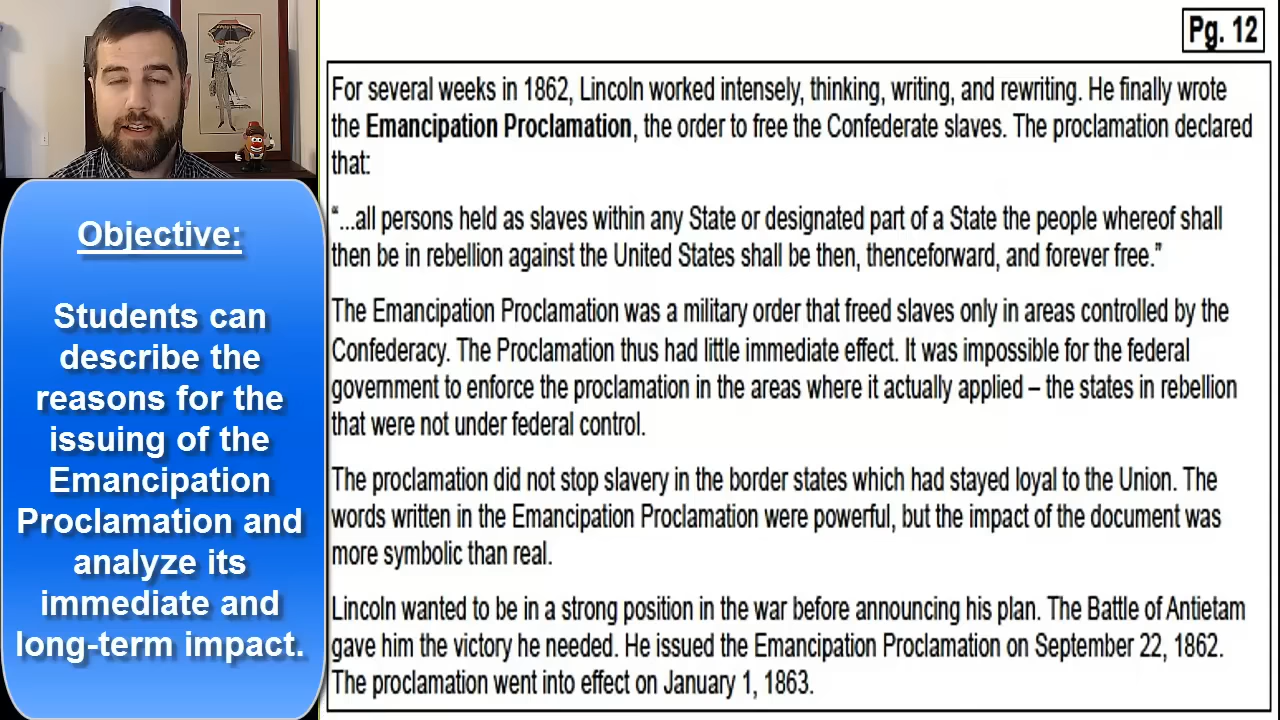 Pg. 12
For several weeks in 1862, Lincoln worked intensely, thinking, writing, and rewriting. He finally wrote
the Emancipation Proclamation, the order to free the Confederate slaves. The proclamation declared
that:
“...all persons held as slaves within any State or designated part of a State the people whereof shall
then be in rebellion against the United States shall be then, thenceforward, and forever free.”
The Emancipation Proclamation was a military order that freed slaves only in areas controlled by the
Confederacy. The Proclamation thus had little immediate effect. It was impossible for the federal
government to enforce the proclamation in the areas where it actually applied – the states in rebellion
that were not under federal control.
The proclamation did not stop slavery in the border states which had stayed loyal to the Union. The
words written in the Emancipation Proclamation were powerful, but the impact of the document was
more symbolic than real.
Lincoln wanted to be in a strong position in the war before announcing his plan. The Battle of Antietam
gave him the victory he needed. He issued the Emancipation Proclamation on September 22, 1862.
The proclamation went into effect on January 1, 1863.
Objective:
Students can
describe the
reasons for the
issuing of the
Emancipation
Proclamation and
analyze its
immediate and
long-term impact.